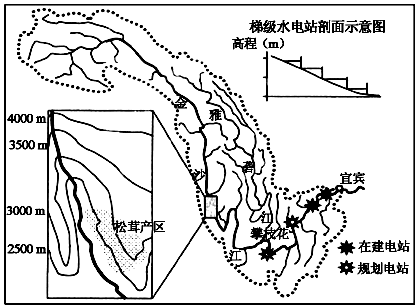 梯级水电站剖面示意图
高程（m）
金
沙
江
雅
砻
江
宜宾
攀枝花
4000 m
3500 m
3000 m
2500 m
松茸产区
在建电站
规划电站